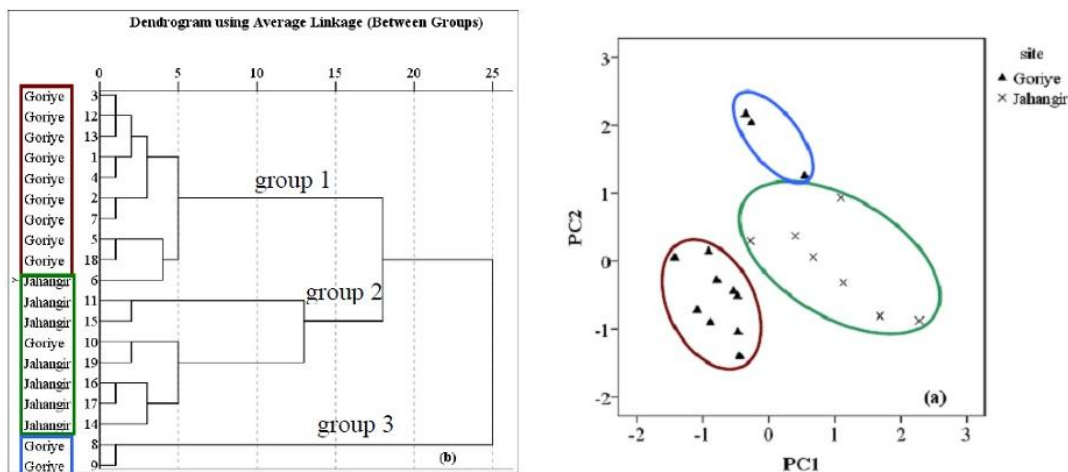 Dendrogram using Average Linkage (Between Groups)
0 5 10 15 20 25
Goriye 3
Goriye 12
Goriye 13
Goriye 1
Goriye 4
Goriye 2
Goriye 7
Goriye 5
Goriye 18
Jahangir 6
Jahangir 11
Jahangir 15
Goriye 10
Jahangir 19
Jahangir 16
Jahangir 17
Jahangir 14
Goriye 8
Goriye 9
Y
group 1
group 2
group 3
(b)
site
Goriye
Jahangir
3
2
1
0
-1
-2
PC2
(a)
-2 -1 0 1 2 3
PC1